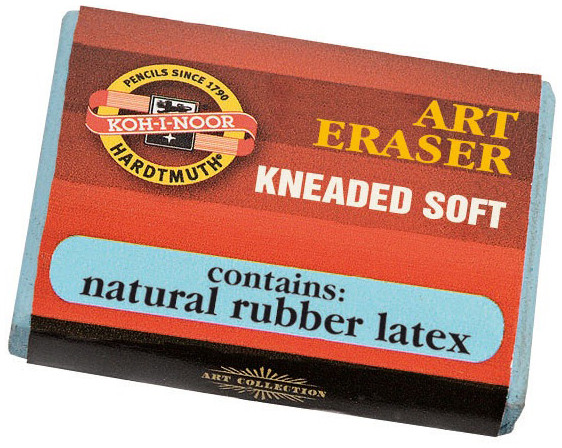 PENCILS SINCE 1790
KOH-I-NOOR
HARDTMUTH®
ART
ERASER
KNEADED SOFT
contains:
natural rubber latex
ART COLLECTION